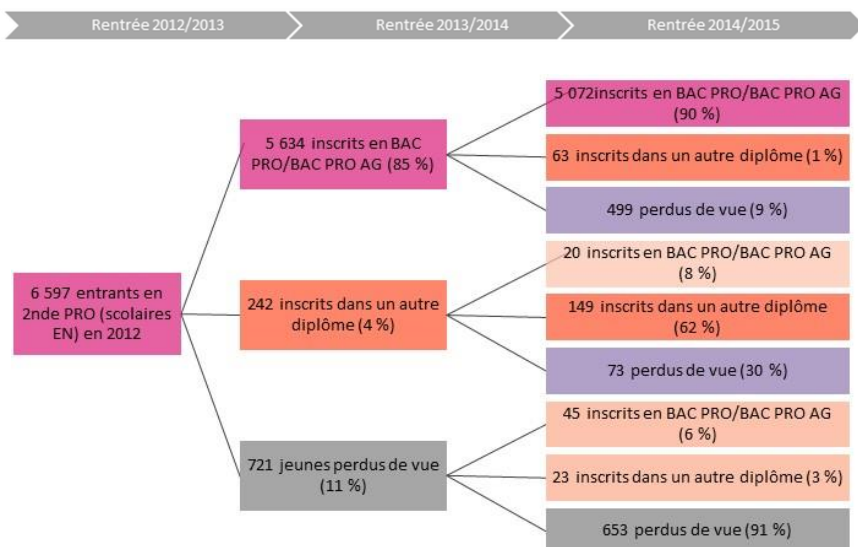 Rentrée 2012/2013
Rentrée 2013/2014
Rentrée 2014/2015
6 597 entrants en
2nde PRO (scolaires
EN) en 2012
5 634 inscrits en BAC
PRO/BAC PRO AG (85 %)
5 072inscrits en BAC PRO/BAC PRO AG
(90 %)
63 inscrits dans un autre diplôme (1 %)
499 perdus de vue (9 %)
242 inscrits dans un autre
diplôme (4 %)
20 inscrits en BAC PRO/BAC PRO AG
(8 %)
149 inscrits dans un autre diplôme
(62 %)
73 perdus de vue (30 %)
721 jeunes perdus de vue
(11 %)
45 inscrits en BAC PRO/BAC PRO AG
(6 %)
23 inscrits dans un autre diplôme (3 %)
653 perdus de vue (91 %)